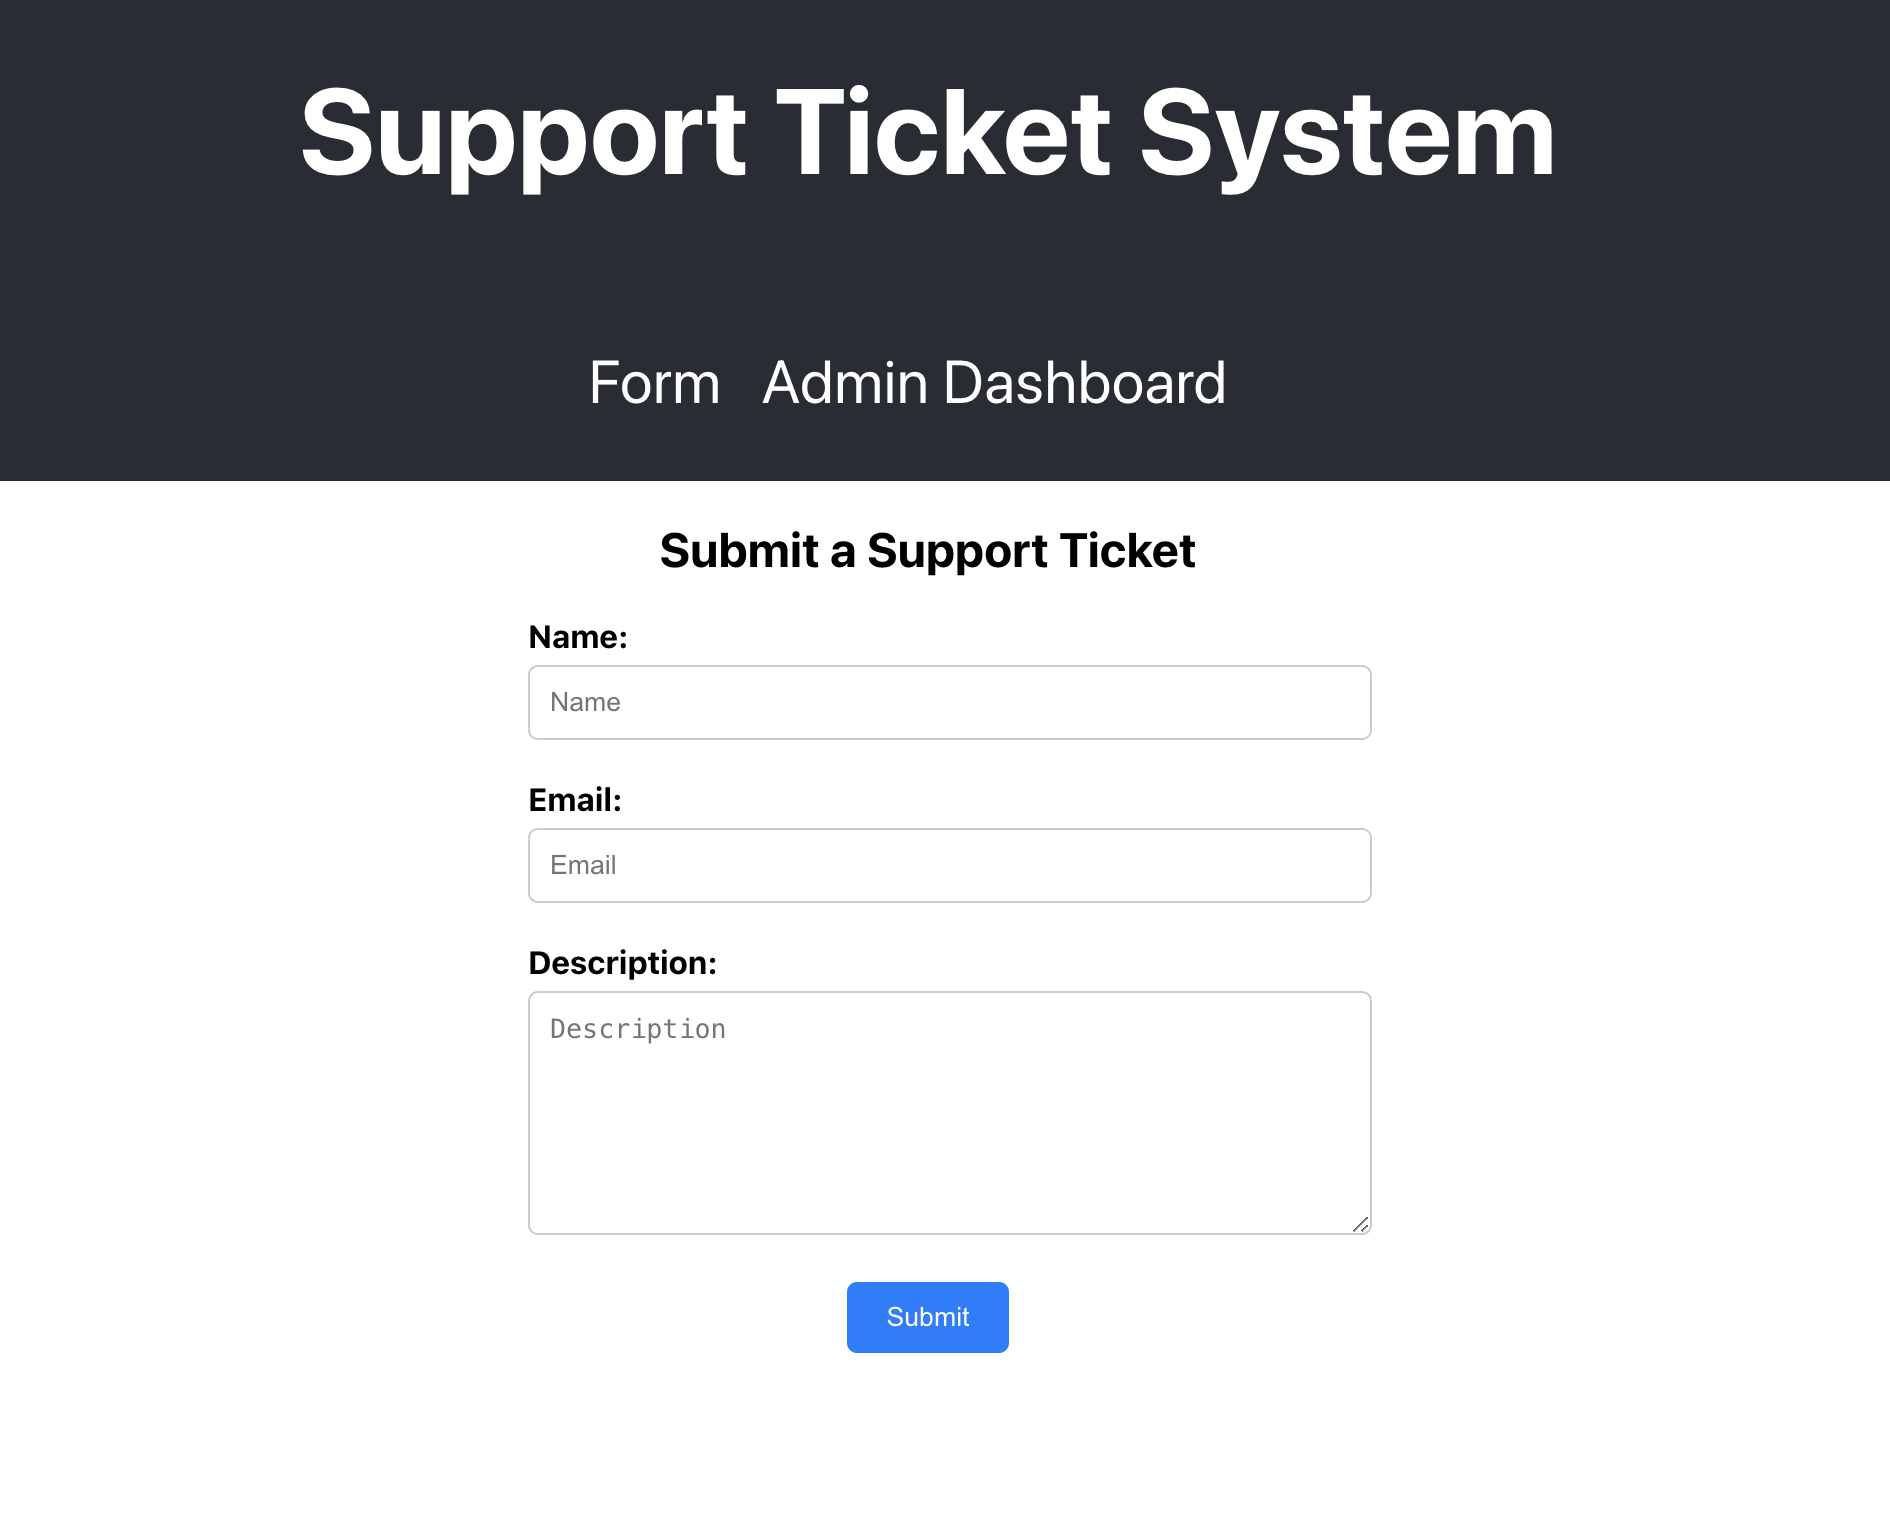 Support Ticket System
Form Admin Dashboard
Submit a Support Ticket
Name:
Name
Email:
Email
Description:
Description
Submit